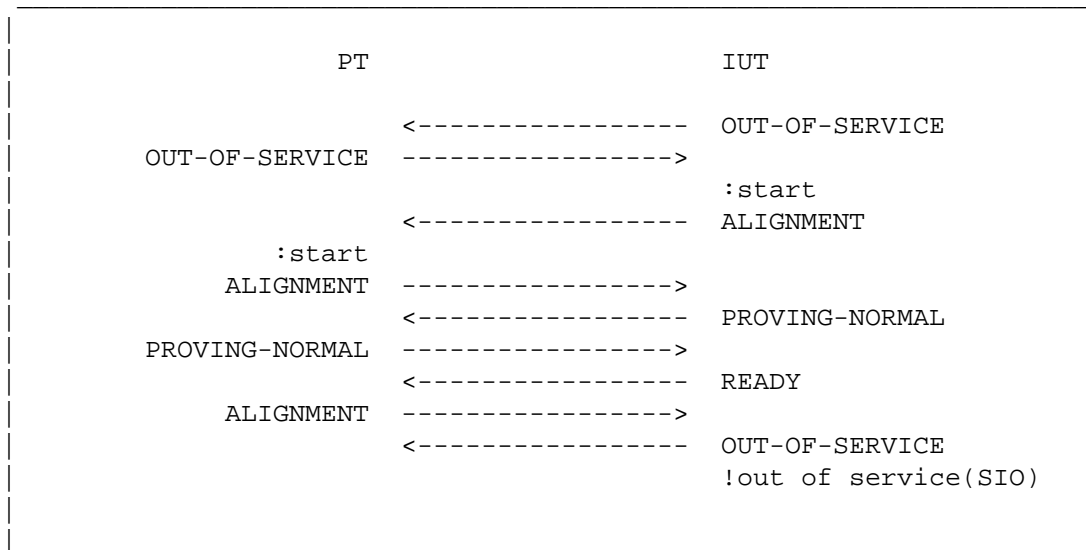 PT IUT
<----------------- OUT-OF-SERVICE
OUT-OF-SERVICE ----------------->
:start
<----------------- ALIGNMENT
:start
ALIGNMENT ----------------->
<----------------- PROVING-NORMAL
PROVING-NORMAL ----------------->
<----------------- READY
ALIGNMENT ----------------->
<----------------- OUT-OF-SERVICE
!out of service(SIO)